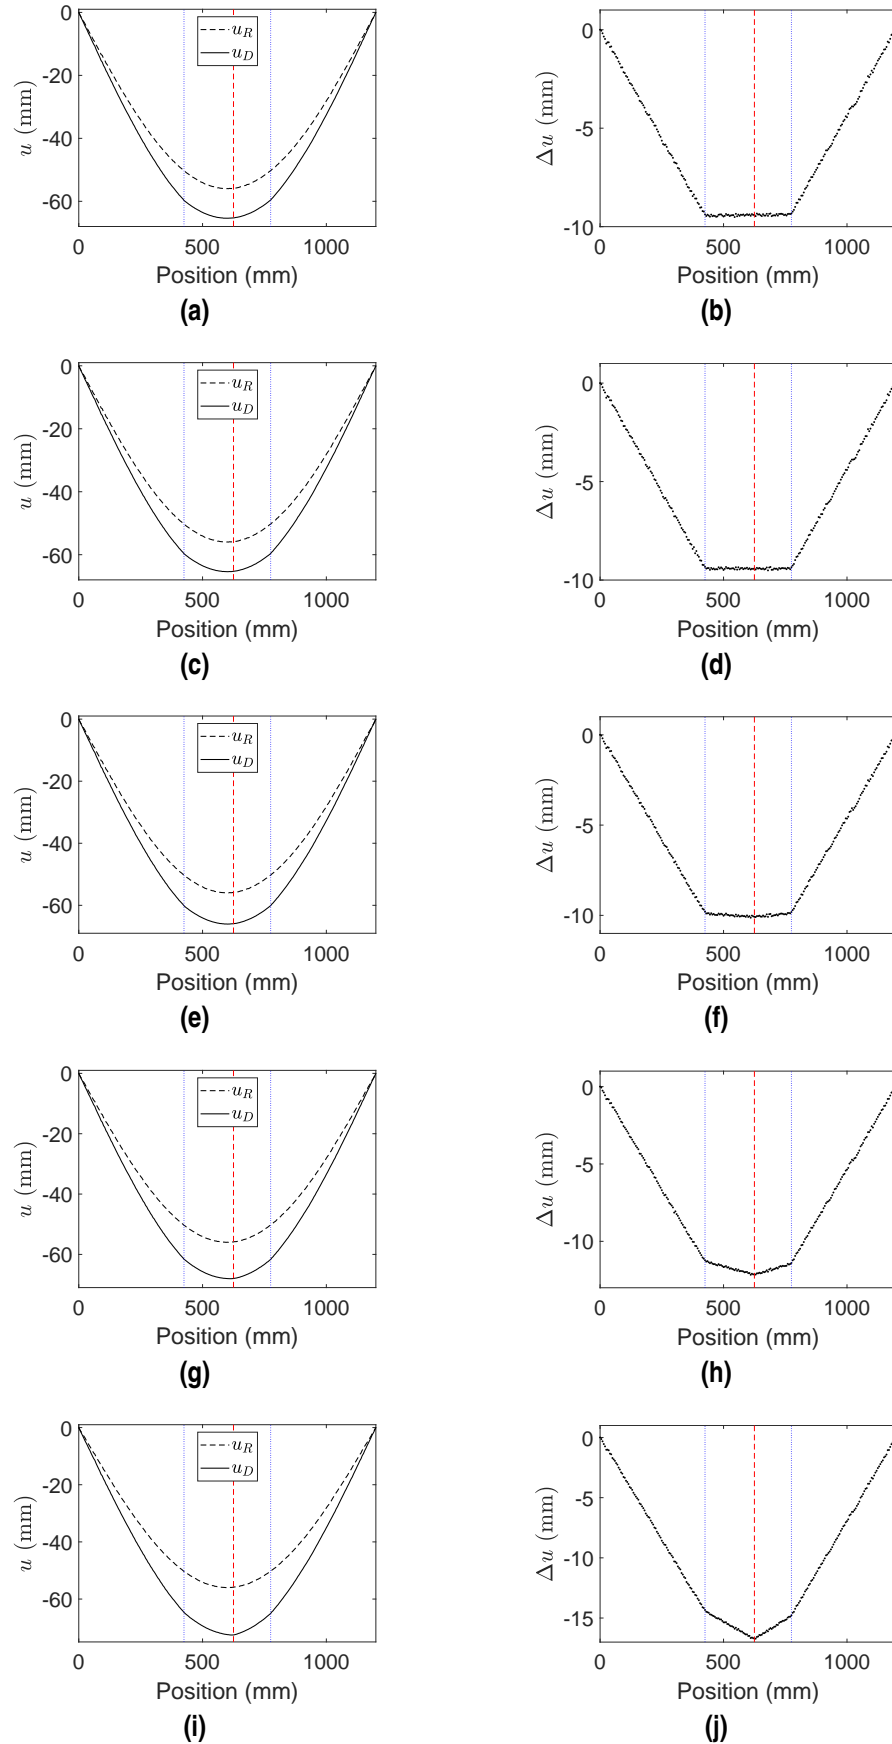 0
-20
-40
-60
u (mm)
u_R
u_D
0 500 1000
Position (mm)
(a)
0
-5
-10
Δu (mm)
0 500 1000
Position (mm)
(b)
0
-20
-40
-60
u (mm)
u_R
u_D
0 500 1000
Position (mm)
(c)
0
-5
-10
Δu (mm)
0 500 1000
Position (mm)
(d)
0
-20
-40
-60
u (mm)
u_R
u_D
0 500 1000
Position (mm)
(e)
0
-5
-10
Δu (mm)
0 500 1000
Position (mm)
(f)
0
-20
-40
-60
u (mm)
u_R
u_D
0 500 1000
Position (mm)
(g)
0
-5
-10
Δu (mm)
0 500 1000
Position (mm)
(h)
0
-20
-40
-60
u (mm)
u_R
u_D
0 500 1000
Position (mm)
(i)
0
-5
-10
-15
Δu (mm)
0 500 1000
Position (mm)
(j)